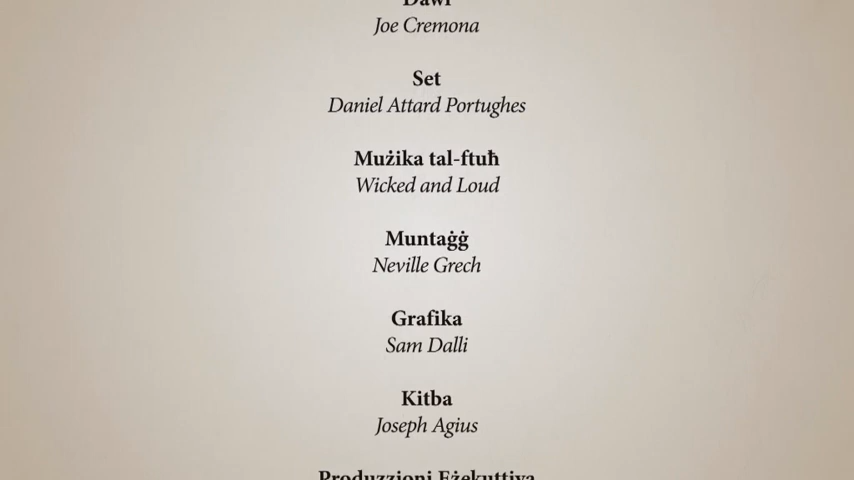 Dawl
Joe Cremona
Set
Daniel Attard Portughes
Mużika tal-ftuħ
Wicked and Loud
Muntaġġ
Neville Grech
Grafika
Sam Dalli
Kitba
Joseph Agius
Produzzjoni Eżekuttiva